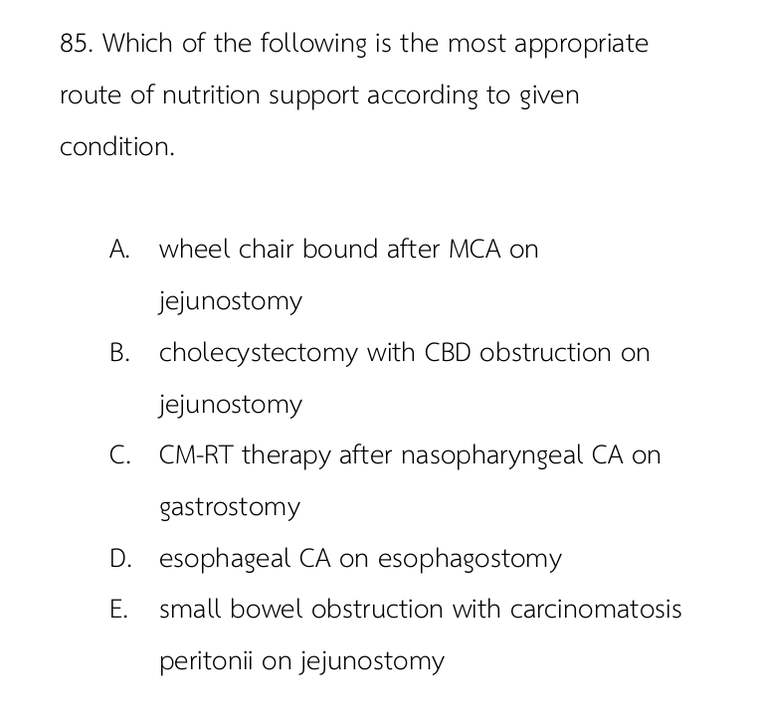 85. Which of the following is the most appropriate
route of nutrition support according to given
condition.
A. wheel chair bound after MCA on
jejunostomy
B. cholecystectomy with CBD obstruction on
jejunostomy
C. CM-RT therapy after nasopharyngeal CA on
gastrostomy
D. esophageal CA on esophagostomy
E. small bowel obstruction with carcinomatosis
peritonii on jejunostomy